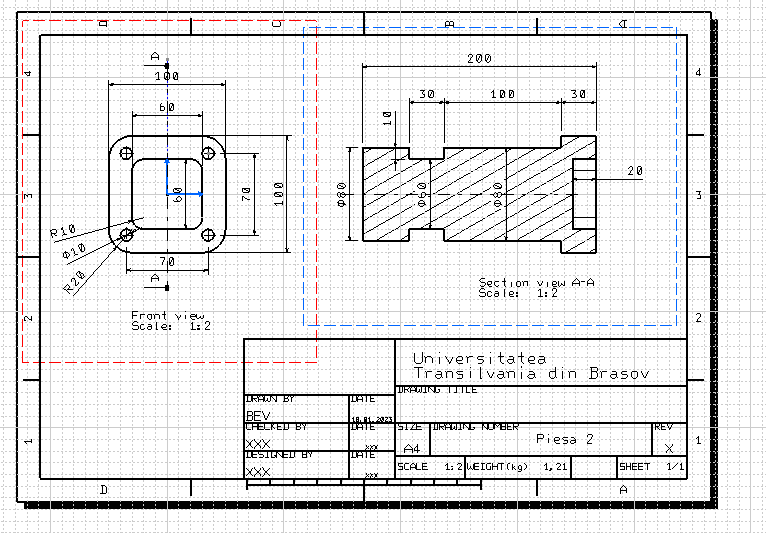 D C B A
4 4
A
100
60
200
30 100 30
10
3 3
60
70
100
R10
Φ10
R20
70
A
Φ80
Φ60
Φ80
20
Section view A-A
Scale: 1:2
Front view
Scale: 1:2
2 2
Universitatea
Transilvania din Brasov
DRAWING TITLE
DRAWN BY DATE
BEV 18.01.2023
CHECKED BY DATE
XXX xxx
DESIGNED BY DATE
XXX xxx
SIZE DRAWING NUMBER REV
A4 Piesa 2 X
SCALE 1:2 WEIGHT(kg) 1,21 SHEET 1/1
1 1
D A